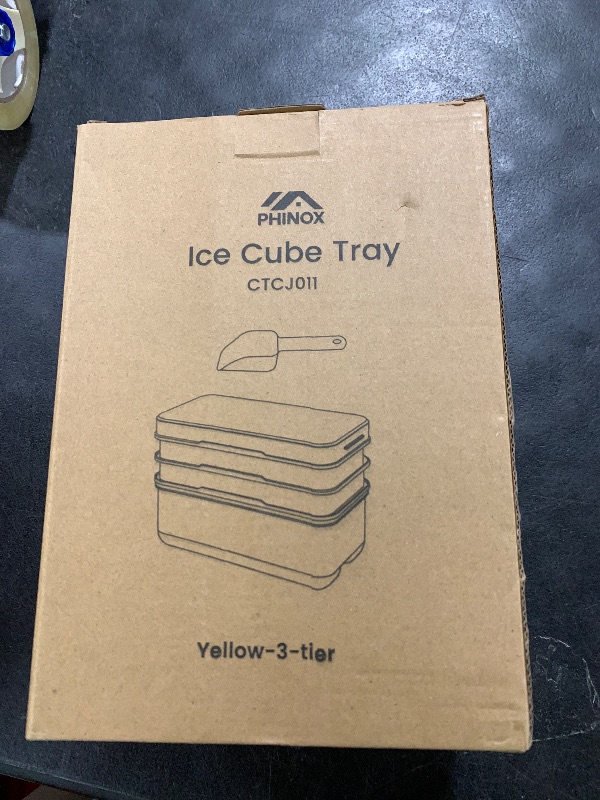 PHINOX
Ice Cube Tray
CTCJ011
Yellow-3-tier